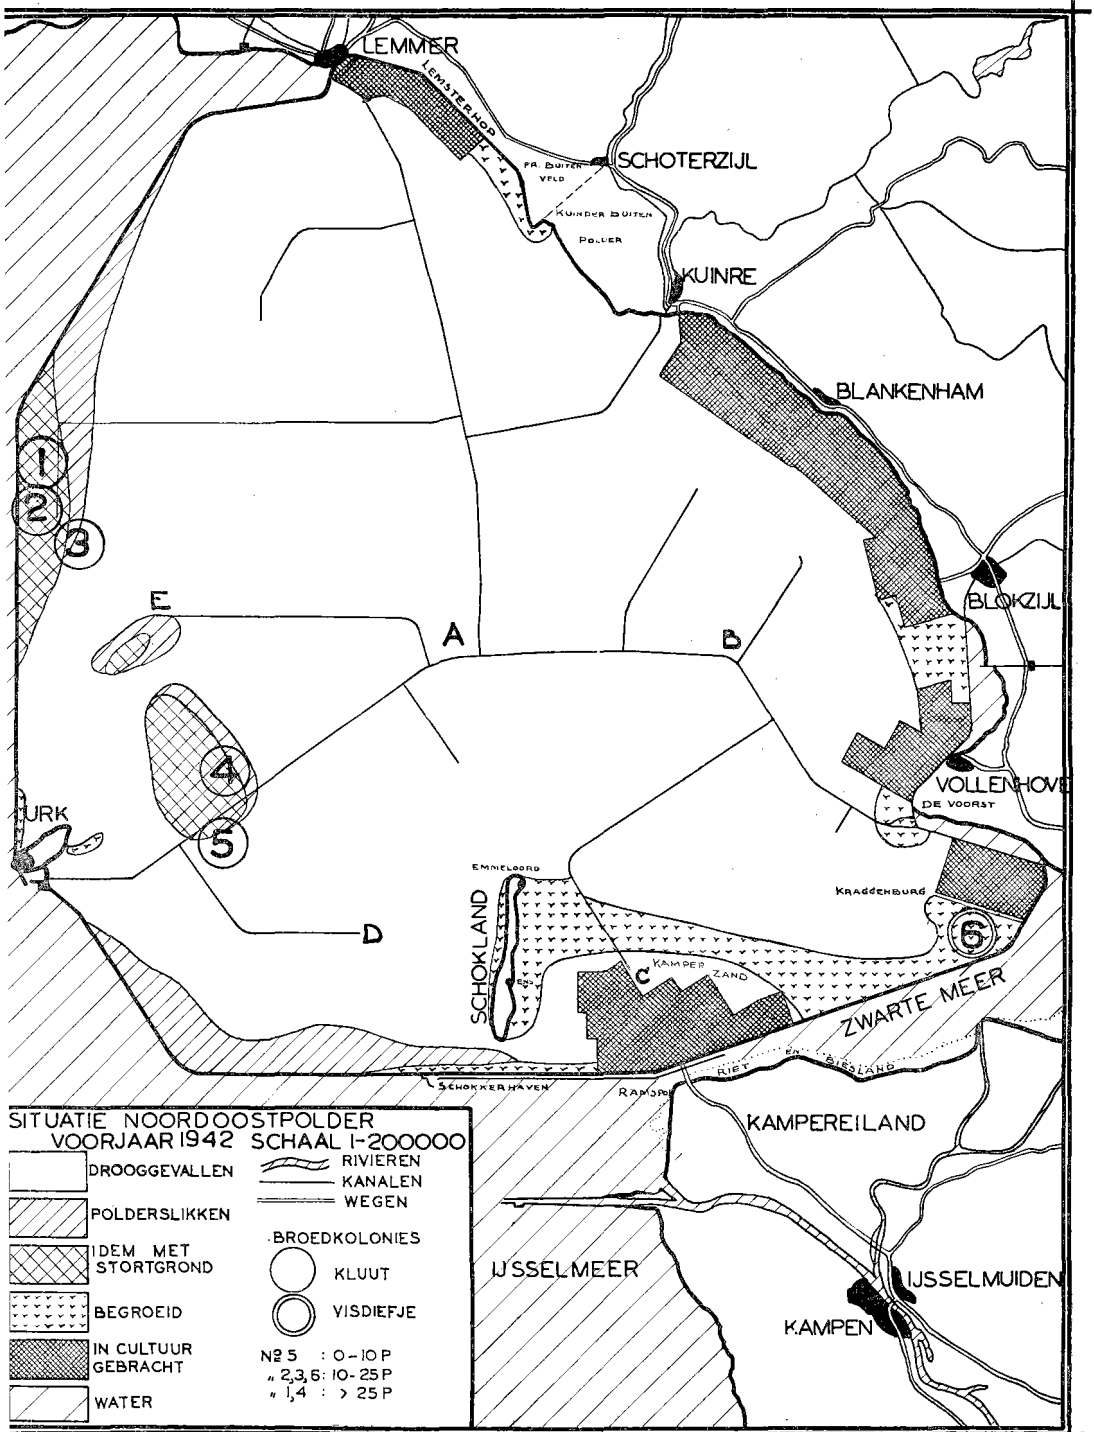 LEMMER
LEMSTERHOP
PR. BUITEN
VELD
SCHOTERZIJL
KUINDER BUITEN
POLDER
KUINRE
BLANKENHAM
1
2
3
E
A
B
BLOKZIJL
4
5
URK
VOLLENHOVE
DE VOORST
EMMELOORD
KRAGGENBURG
SCHOKLAND
D
6
C
KAMPER ZAND
ENS
ZWARTE MEER
RIET EN BIESLAND
SCHOKKERHAVEN
RAMSPOL
KAMPEREILAND
SITUATIE NOORDOOSTPOLDER
VOORJAAR 1942 SCHAAL 1-200000
DROOGGEVALLEN
POLDERSLIKKEN
IDEM MET
STORTGROND
BEGROEID
IN CULTUUR
GEBRACHT
WATER
RIVIEREN
KANALEN
WEGEN
BROEDKOLONIES
KLUUT
VISDIEFJE
No 5 : 0-10 P
„ 2,3,6: 10-25 P
„ 1,4 : > 25 P
IJSSELMEER
IJSSELMUIDEN
KAMPEN